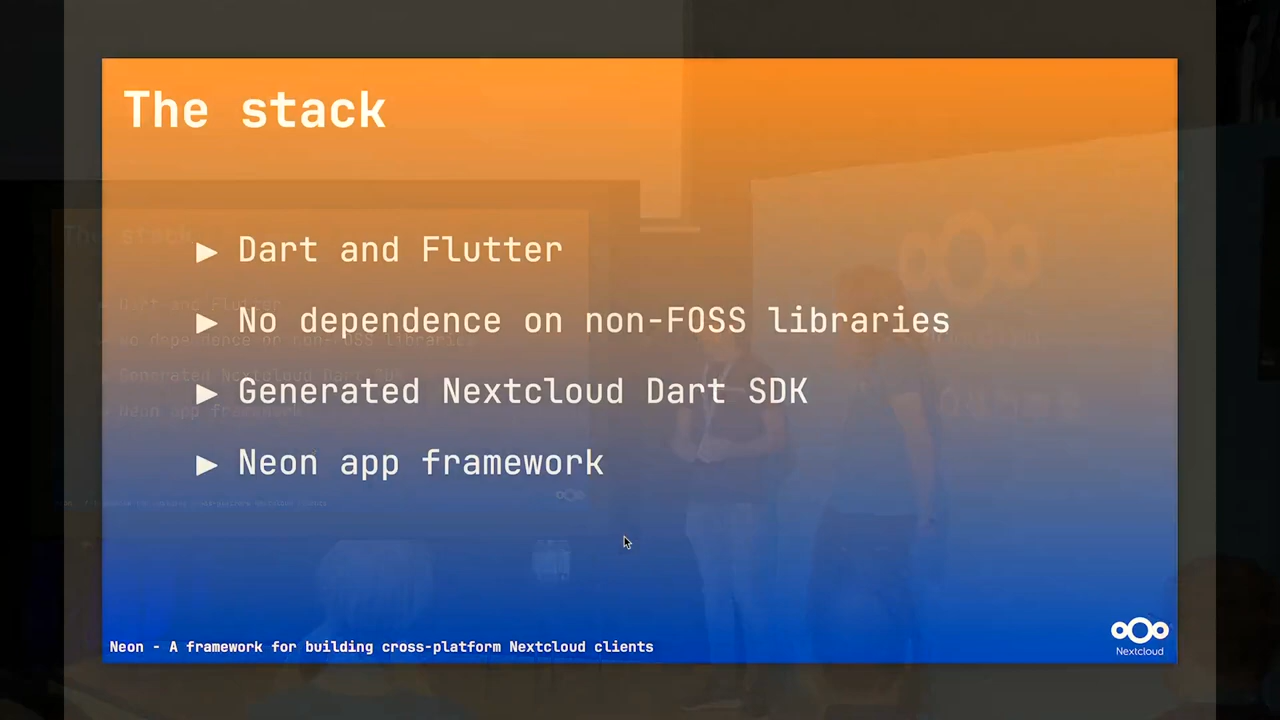 The stack
▶ Dart and Flutter
▶ No dependence on non-FOSS libraries
▶ Generated Nextcloud Dart SDK
▶ Neon app framework
Neon - A framework for building cross-platform Nextcloud clients
Nextcloud